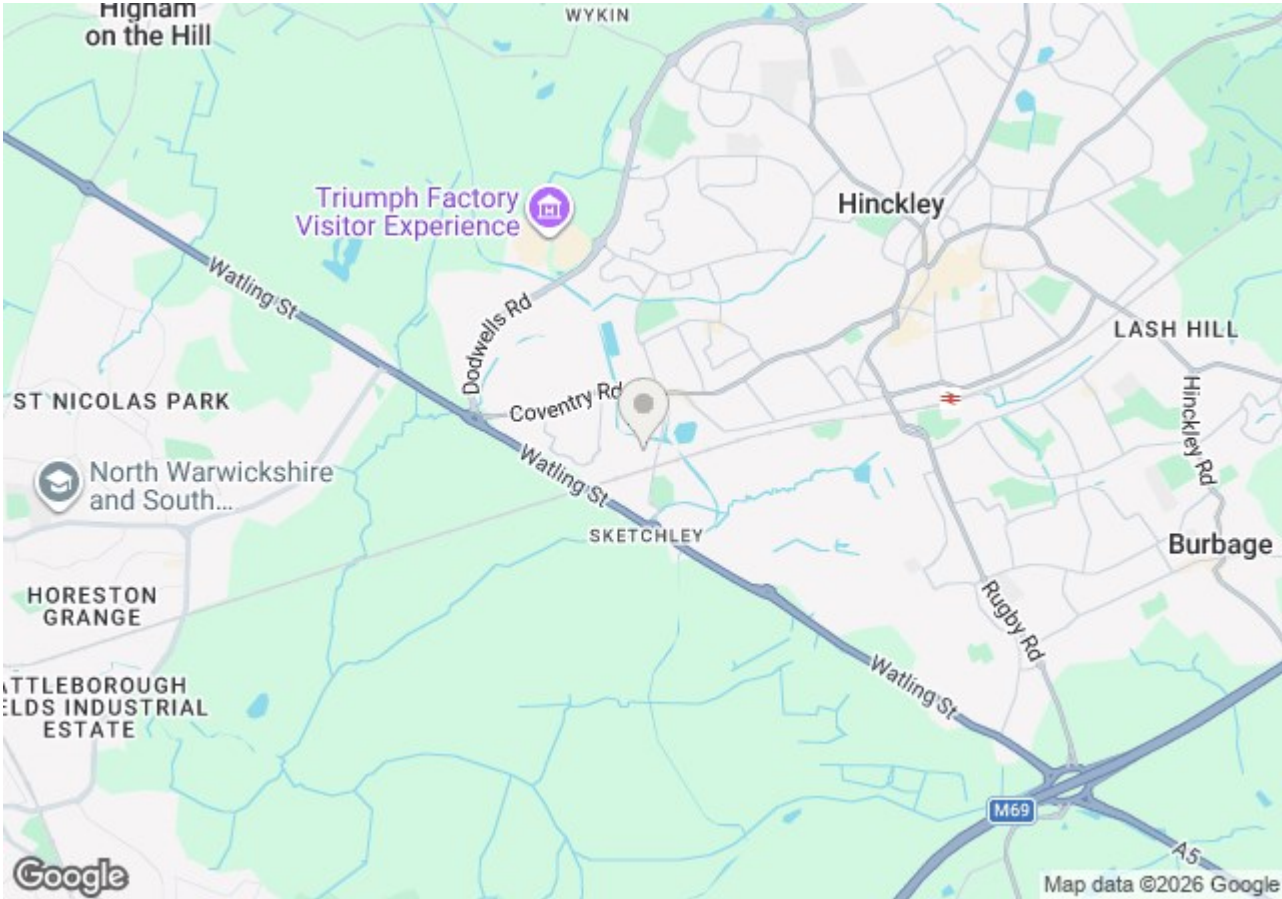 Higham
on the Hill
WYKIN
Triumph Factory
Visitor Experience
Hinckley
Watling St
Dodwells Rd
LASH HILL
ST NICOLAS PARK
Coventry Rd
Hinckley Rd
North Warwickshire
and South...
Watling St
SKETCHLEY
Burbage
HORESTON
GRANGE
Rugby Rd
ATTLEBOROUGH
ELDS INDUSTRIAL
ESTATE
Watling St
M69
A5
Google
Map data ©2026 Google